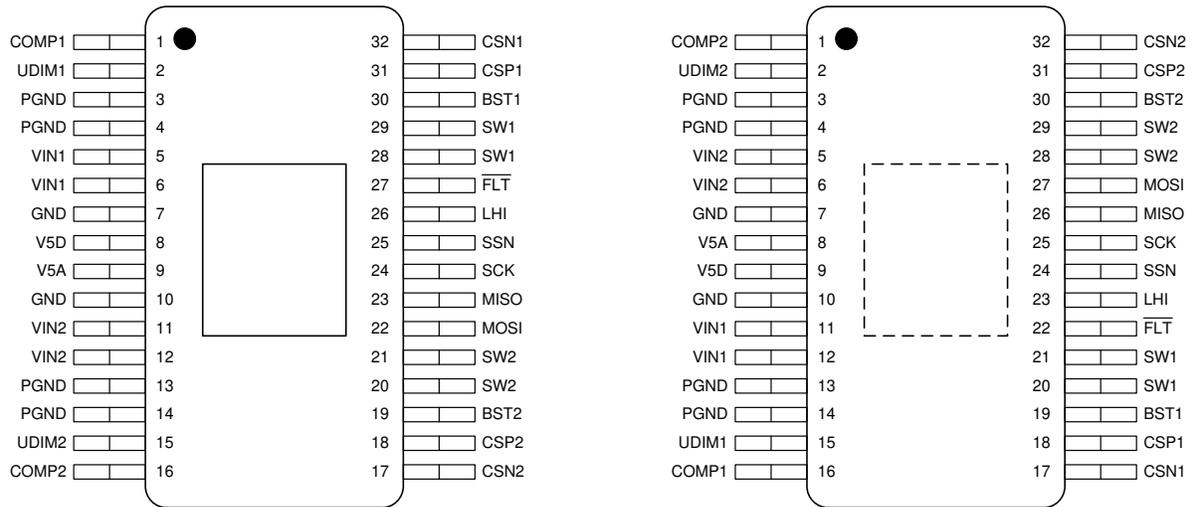 COMP1 1 32 CSN1
UDIM1 2 31 CSP1
PGND 3 30 BST1
PGND 4 29 SW1
VIN1 5 28 SW1
VIN1 6 27 FLT
GND 7 26 LHI
V5D 8 25 SSN
V5A 9 24 SCK
GND 10 23 MISO
VIN2 11 22 MOSI
VIN2 12 21 SW2
PGND 13 20 SW2
PGND 14 19 BST2
UDIM2 15 18 CSP2
COMP2 16 17 CSN2
COMP2 1 32 CSN2
UDIM2 2 31 CSP2
PGND 3 30 BST2
PGND 4 29 SW2
VIN2 5 28 SW2
VIN2 6 27 MOSI
GND 7 26 MISO
V5A 8 25 SCK
V5D 9 24 SSN
GND 10 23 LHI
VIN1 11 22 FLT
VIN1 12 21 SW1
PGND 13 20 SW1
PGND 14 19 BST1
UDIM1 15 18 CSP1
COMP1 16 17 CSN1